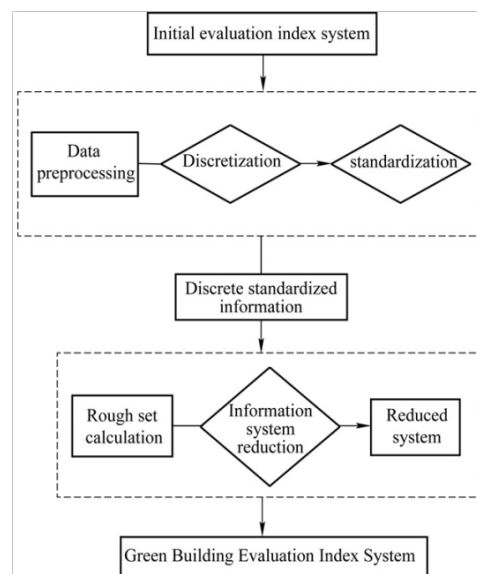 Initial evaluation index system
Data
preprocessing
Discretization
standardization
Discrete standardized
information
Rough set
calculation
Information
system
reduction
Reduced
system
Green Building Evaluation Index System